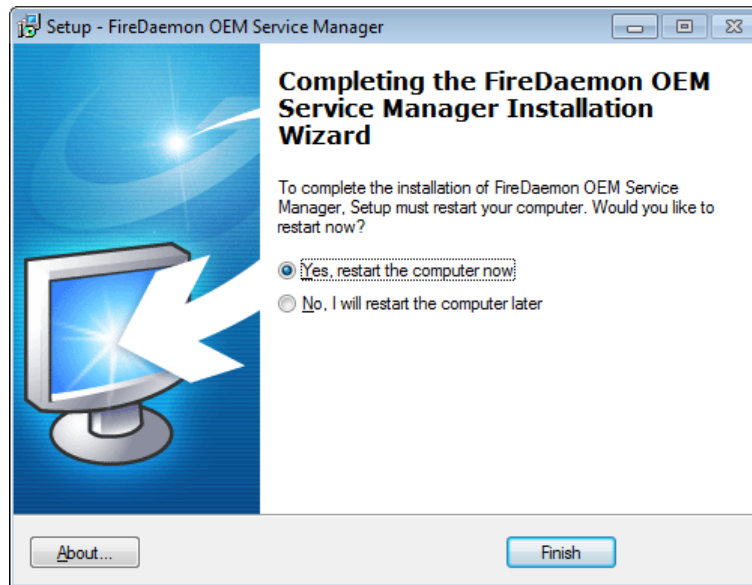 Setup - FireDaemon OEM Service Manager
Completing the FireDaemon OEM
Service Manager Installation
Wizard
To complete the installation of FireDaemon OEM Service
Manager, Setup must restart your computer. Would you like to
restart now?
Yes, restart the computer now
No, I will restart the computer later
About...
Finish